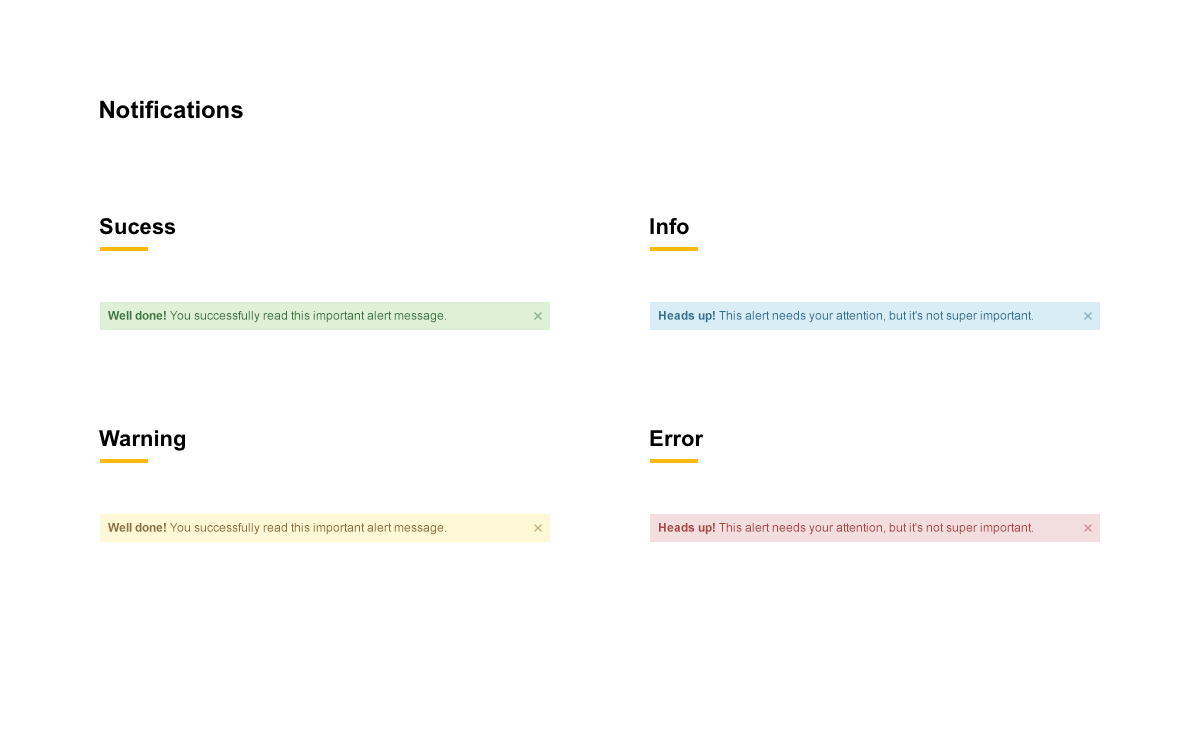 Notifications
Sucess
Info
Well done! You successfully read this important alert message. ×
Heads up! This alert needs your attention, but it's not super important. ×
Warning
Error
Well done! You successfully read this important alert message. ×
Heads up! This alert needs your attention, but it's not super important. ×